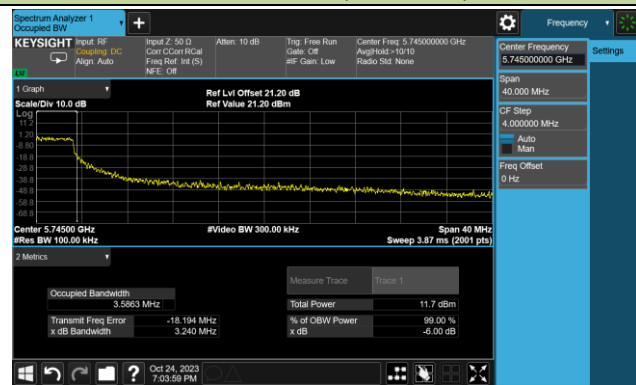 Spectrum Analyzer 1
Occupied BW
+
Frequency
KEYSIGHT
Input: RF
Coupling: DC
Align: Auto
Input Z: 50 Ω
Corr CCorr RCal
Freq Ref: Int (S)
NFE: Off
Atten: 10 dB
Trig: Free Run
Gate: Off
#IF Gain: Low
Center Freq: 5.745000000 GHz
Avg|Hold:>10/10
Radio Std: None
Center Frequency
5.745000000 GHz
Settings
Span
40.000 MHz
CF Step
4.000000 MHz
Auto
Man
Freq Offset
0 Hz
1 Graph
Scale/Div 10.0 dB
Ref Lvl Offset 21.20 dB
Ref Value 21.20 dBm
Log
11.2
1.20
-8.80
-18.8
-28.8
-38.8
-48.8
-58.8
-68.8
Center 5.74500 GHz
#Res BW 100.00 kHz
#Video BW 300.00 kHz
Span 40 MHz
Sweep 3.87 ms (2001 pts)
2 Metrics
Measure Trace
Trace 1
Occupied Bandwidth
3.5863 MHz
Total Power
11.7 dBm
Transmit Freq Error
-18.194 MHz
% of OBW Power
99.00 %
x dB Bandwidth
3.240 MHz
x dB
-6.00 dB
?
Oct 24, 2023
7:03:59 PM